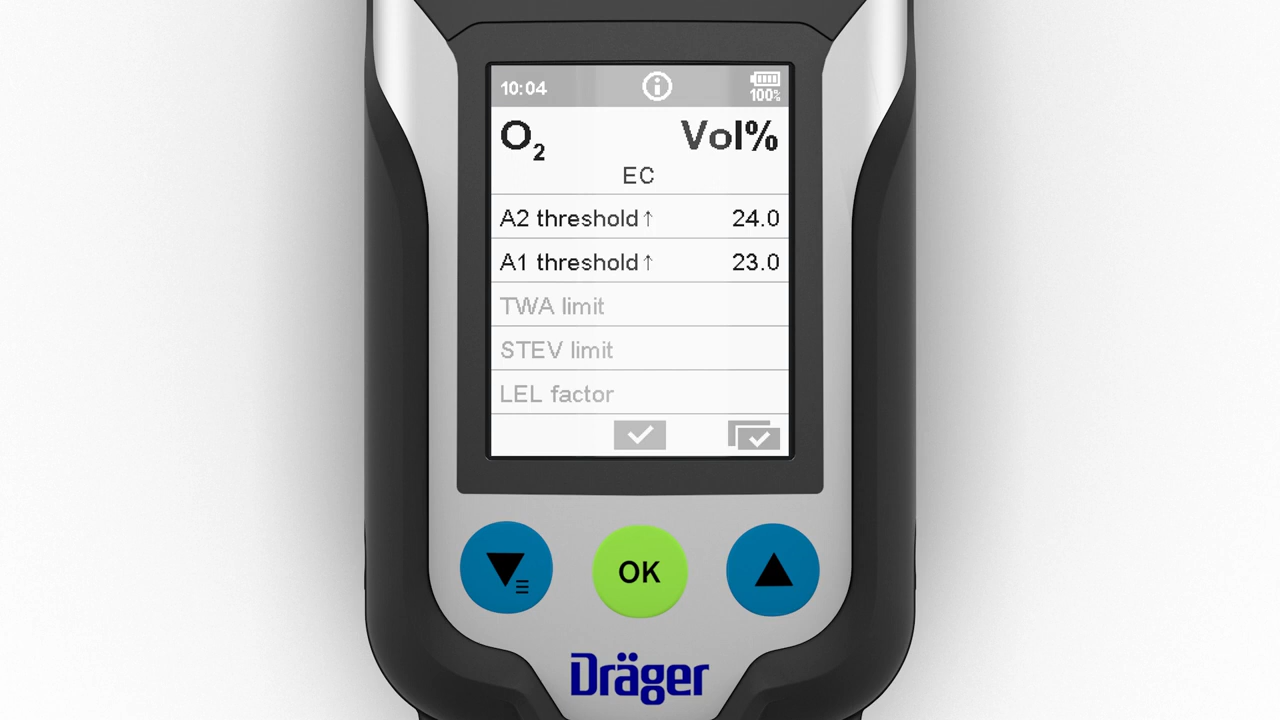 10:04 100%
O₂ Vol%
EC
A2 threshold↑ 24.0
A1 threshold↑ 23.0
TWA limit
STEV limit
LEL factor
OK
Dräger